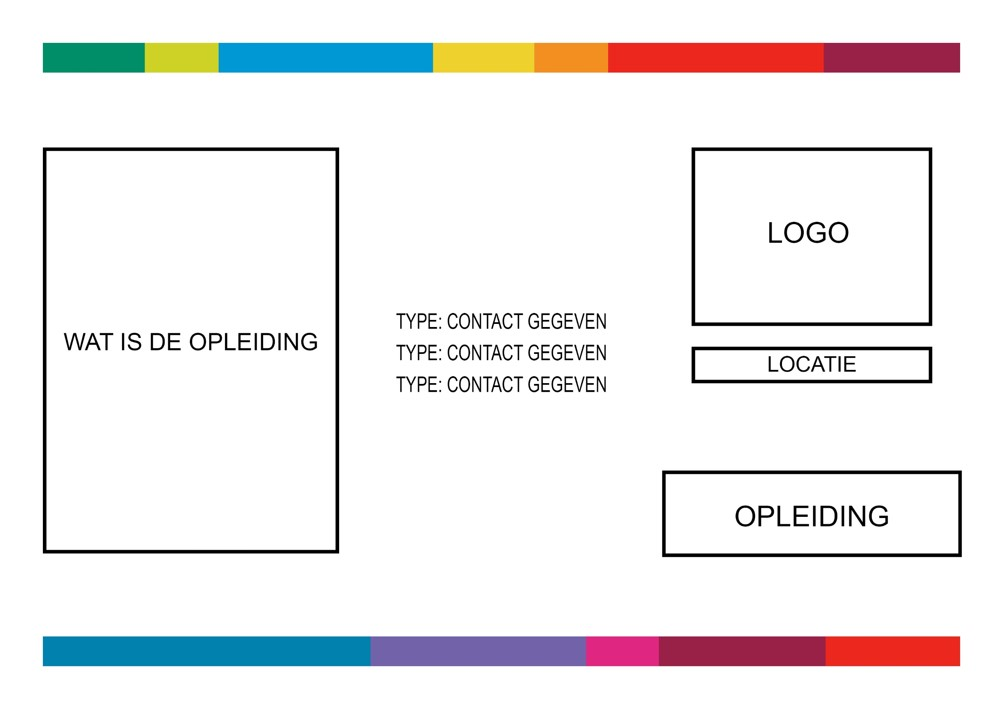 WAT IS DE OPLEIDING
TYPE: CONTACT GEGEVEN
TYPE: CONTACT GEGEVEN
TYPE: CONTACT GEGEVEN
LOGO
LOCATIE
OPLEIDING